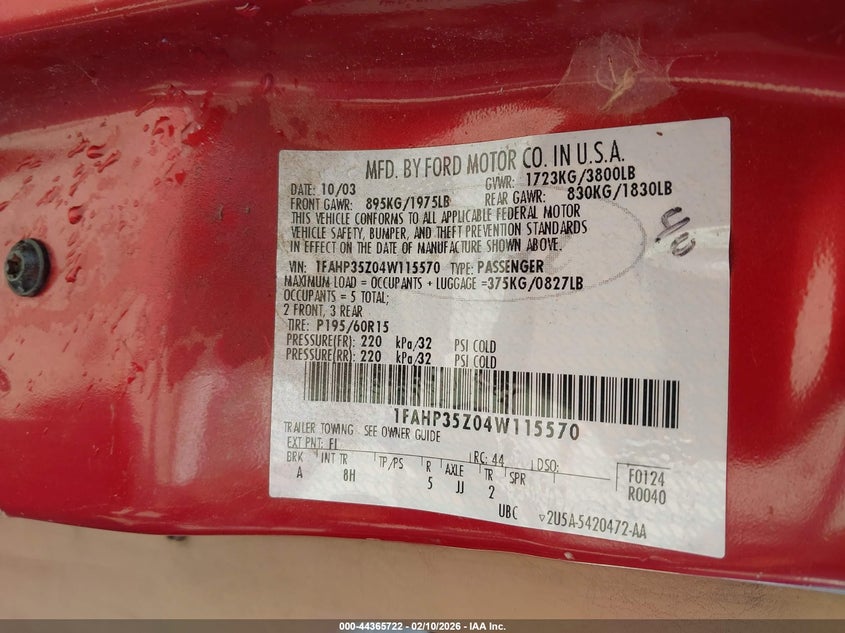 MFD. BY FORD MOTOR CO. IN U.S.A.
DATE: 10/03 GVWR: 1723KG/3800LB
FRONT GAWR: 895KG/1975LB REAR GAWR: 830KG/1830LB
THIS VEHICLE CONFORMS TO ALL APPLICABLE FEDERAL MOTOR
VEHICLE SAFETY, BUMPER, AND THEFT PREVENTION STANDARDS
IN EFFECT ON THE DATE OF MANUFACTURE SHOWN ABOVE.
VIN: 1FAHP35Z04W115570 TYPE: PASSENGER
MAXIMUM LOAD = OCCUPANTS + LUGGAGE =375KG/0827LB
OCCUPANTS = 5 TOTAL;
2 FRONT, 3 REAR
TIRE: P195/60R15
PRESSURE(FR): 220 kPa/32 PSI COLD
PRESSURE(RR): 220 kPa/32 PSI COLD
1FAHP35Z04W115570
TRAILER TOWING SEE OWNER GUIDE
EXT PNT: FI RC: 44 DSO: F0124
BRK INT TR TP/PS R AXLE TR SPR R0040
A 8H 5 JJ 2
UBC ▽2U5A-5420472-AA
000-44365722 - 02/10/2026 - IAA Inc.